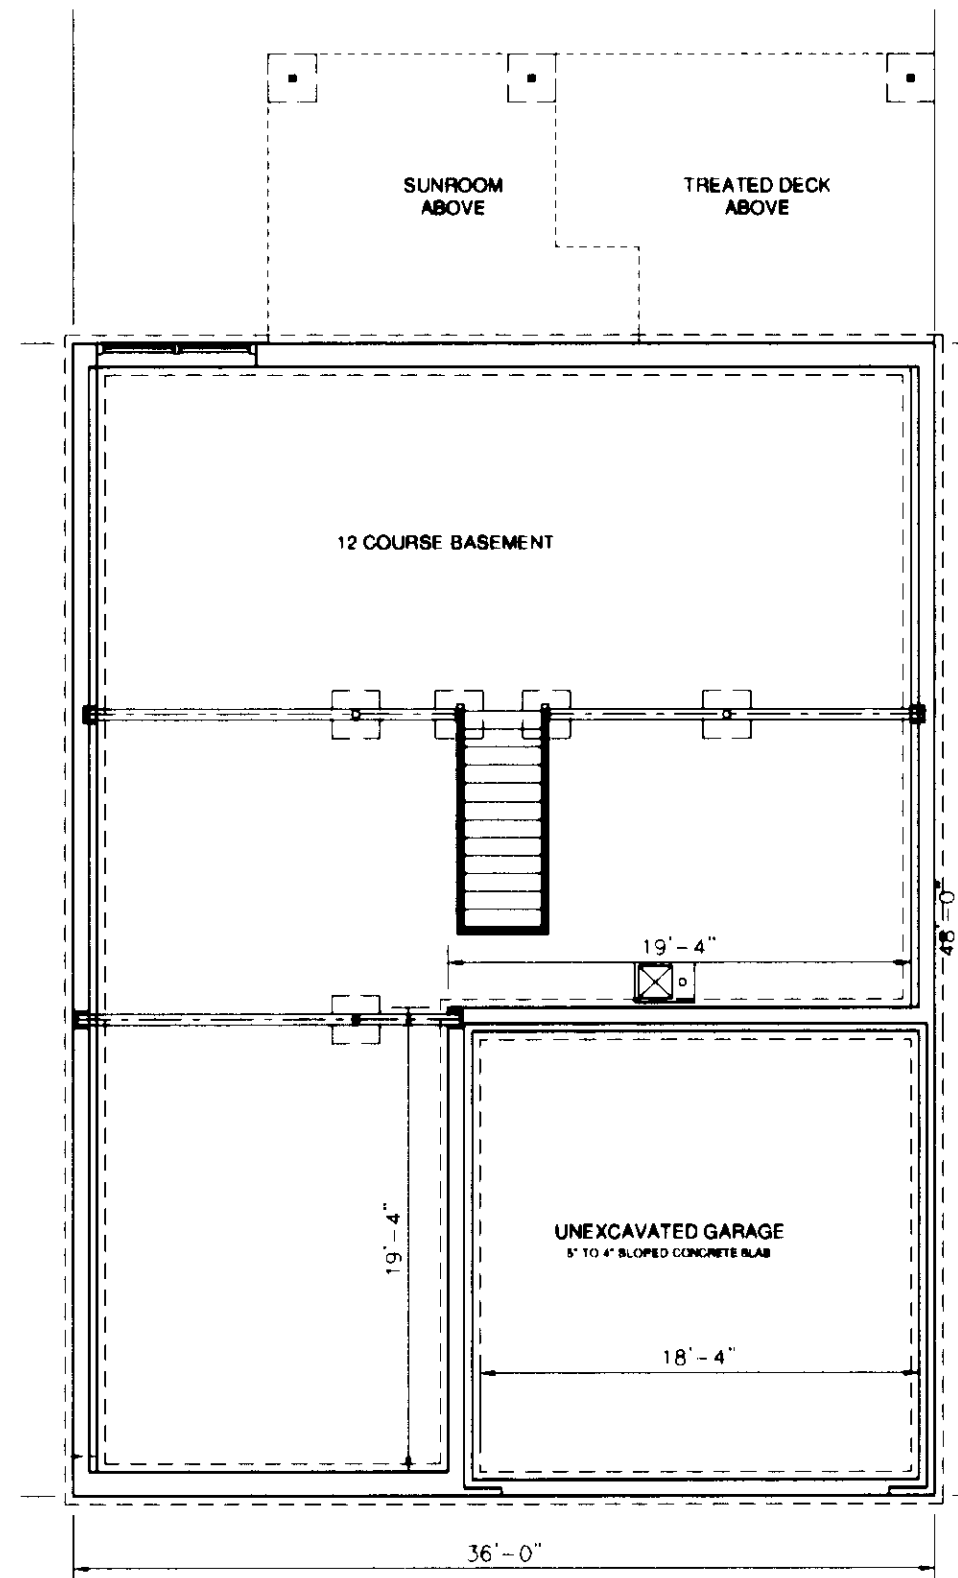 SUNROOM
ABOVE
TREATED DECK
ABOVE
12 COURSE BASEMENT
48'-0"
19'-4"
19'-4"
UNEXCAVATED GARAGE
5" TO 4" SLOPED CONCRETE SLAB
18'-4"
36'-0"